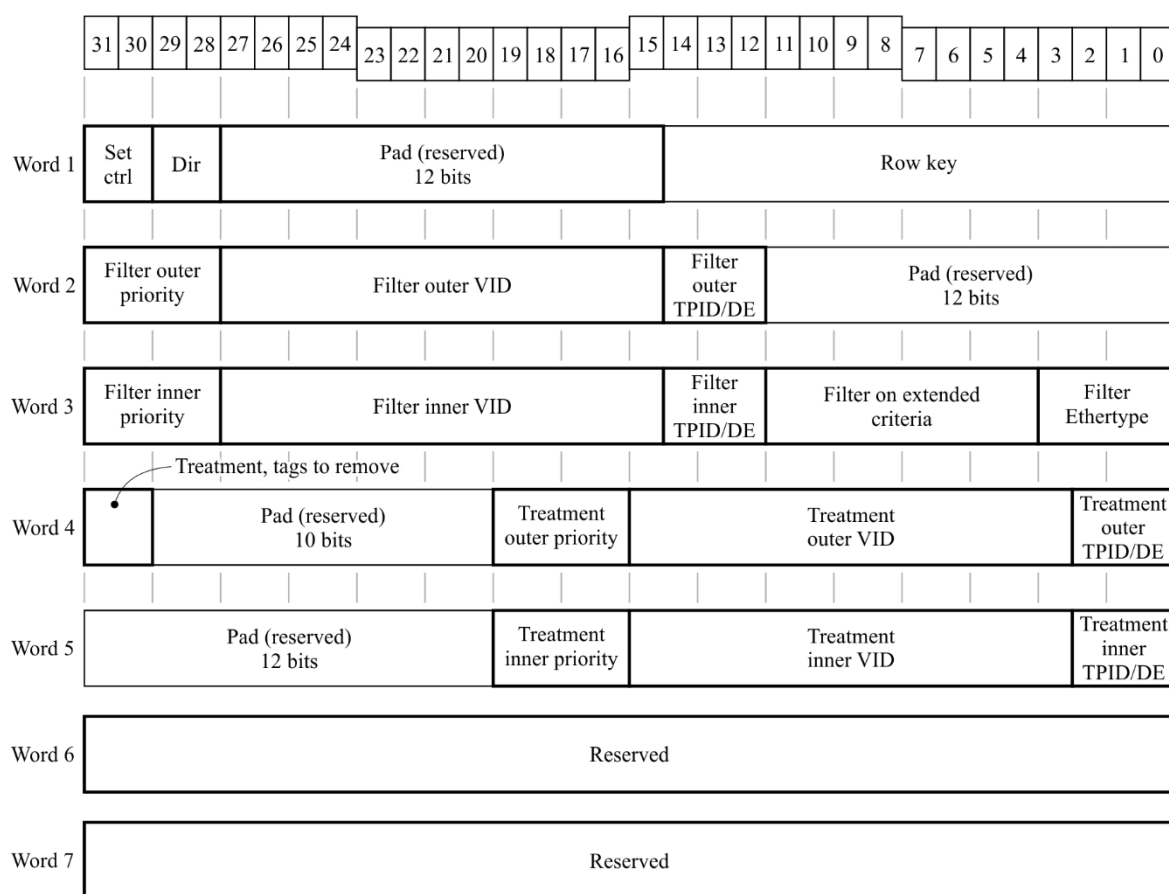 31 30 29 28 27 26 25 24 23 22 21 20 19 18 17 16 15 14 13 12 11 10 9 8 7 6 5 4 3 2 1 0
Word 1
Set
ctrl
Dir
Pad (reserved)
12 bits
Row key
Word 2
Filter outer
priority
Filter outer VID
Filter
outer
TPID/DE
Pad (reserved)
12 bits
Word 3
Filter inner
priority
Filter inner VID
Filter
inner
TPID/DE
Filter on extended
criteria
Filter
Ethertype
Treatment, tags to remove
Word 4
Pad (reserved)
10 bits
Treatment
outer priority
Treatment
outer VID
Treatment
outer
TPID/DE
Word 5
Pad (reserved)
12 bits
Treatment
inner priority
Treatment
inner VID
Treatment
inner
TPID/DE
Word 6
Reserved
Word 7
Reserved